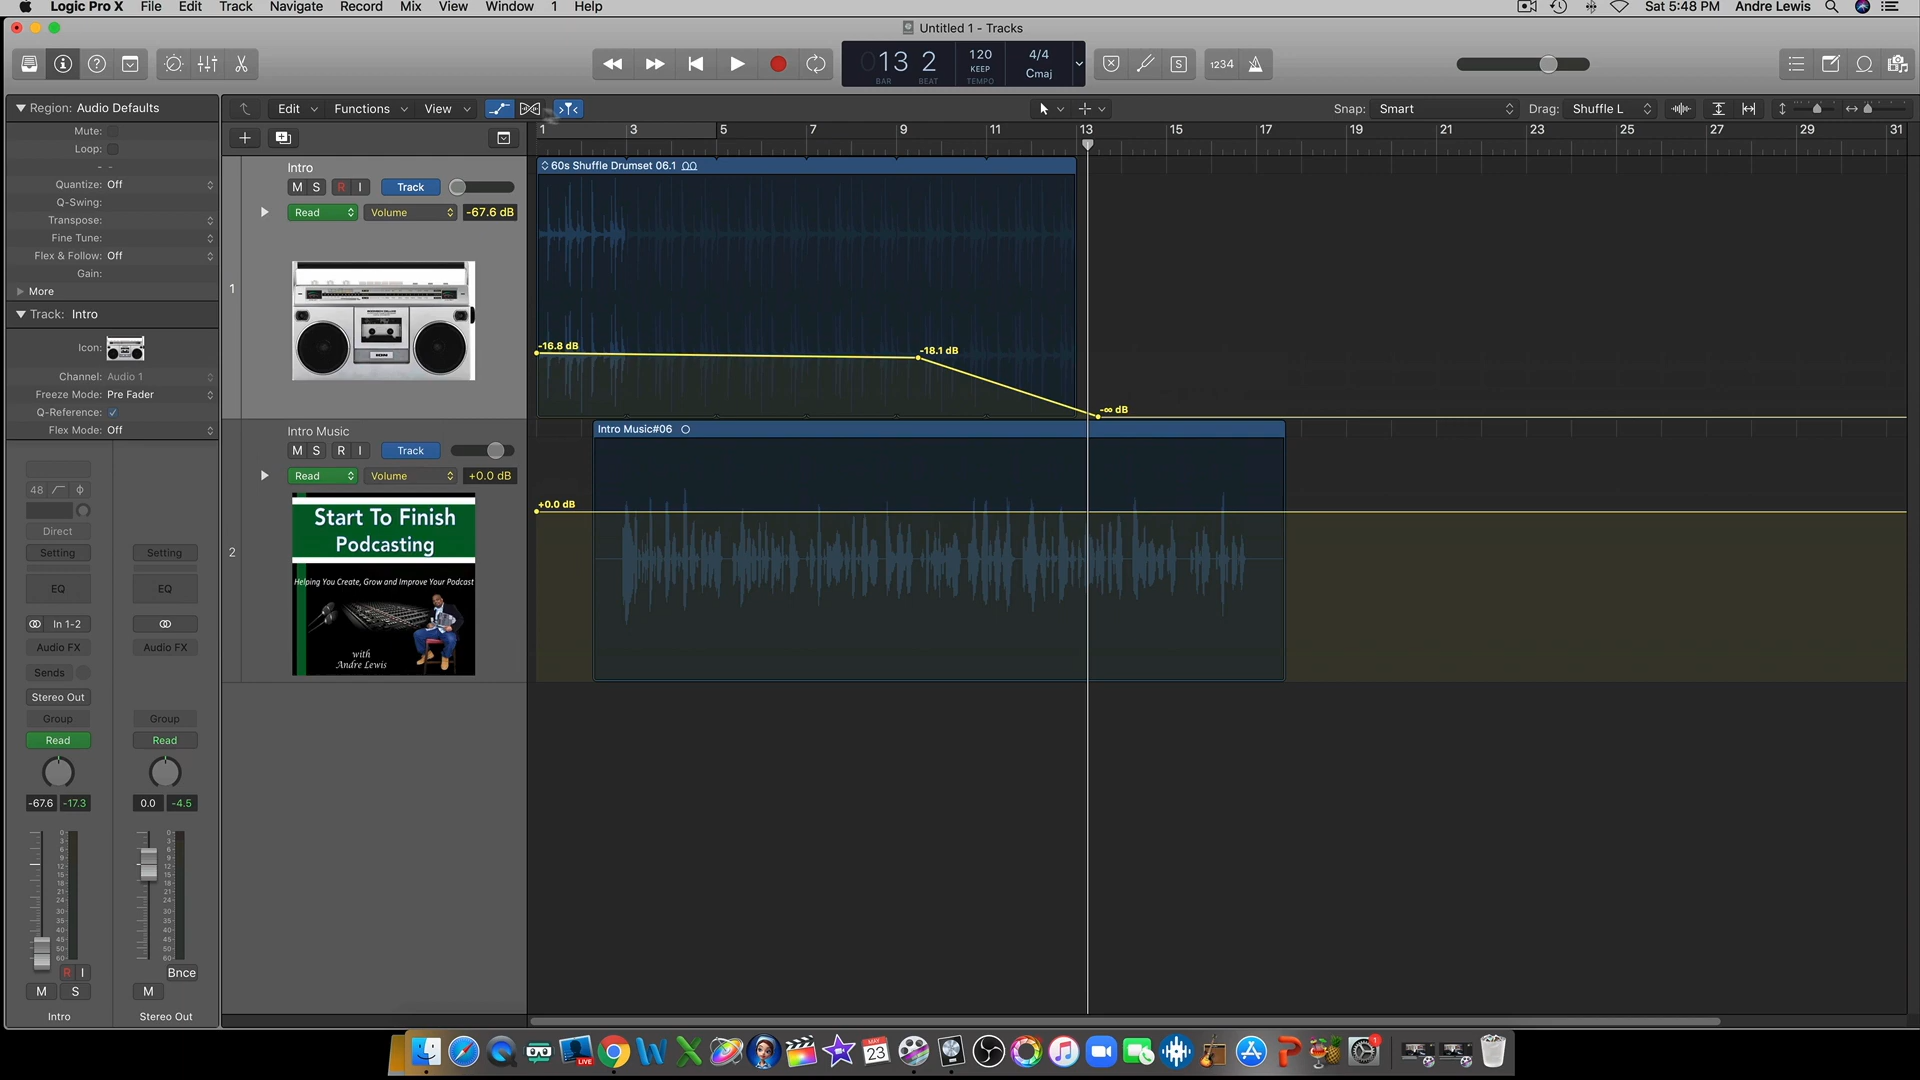 Logic Pro X File Edit Track Navigate Record Mix View Window 1 Help
Sat 5:48 PM Andre Lewis
Untitled 1 - Tracks
13 2
BAR BEAT
120
KEEP
TEMPO
4/4
Cmaj
S
1234
Region: Audio Defaults
Mute:
Loop:
Quantize: Off
Q-Swing:
Transpose:
Fine Tune:
Flex & Follow: Off
Gain:
More
Track: Intro
Icon:
Channel: Audio 1
Freeze Mode: Pre Fader
Q-Reference:
Flex Mode: Off
48
Direct
Setting
EQ
In 1-2
Audio FX
Sends
Stereo Out
Group
Read
-67.6 -17.3
R I
M S
Intro
Setting
EQ
Audio FX
Group
Read
0.0 -4.5
Bnce
M
Stereo Out
Edit Functions View
Snap: Smart Drag: Shuffle L
1 3 5 7 9 11 13 15 17 19 21 23 25 27 29 31
1
Intro
M S R I Track
Read Volume -67.6 dB
60s Shuffle Drumset 06.1
-16.8 dB
-18.1 dB
-∞ dB
2
Intro Music
M S R I Track
Read Volume +0.0 dB
Start To Finish
Podcasting
Helping You Create, Grow and Improve Your Podcast
with
Andre Lewis
Intro Music#06
+0.0 dB
LIVE
MAY
23
1